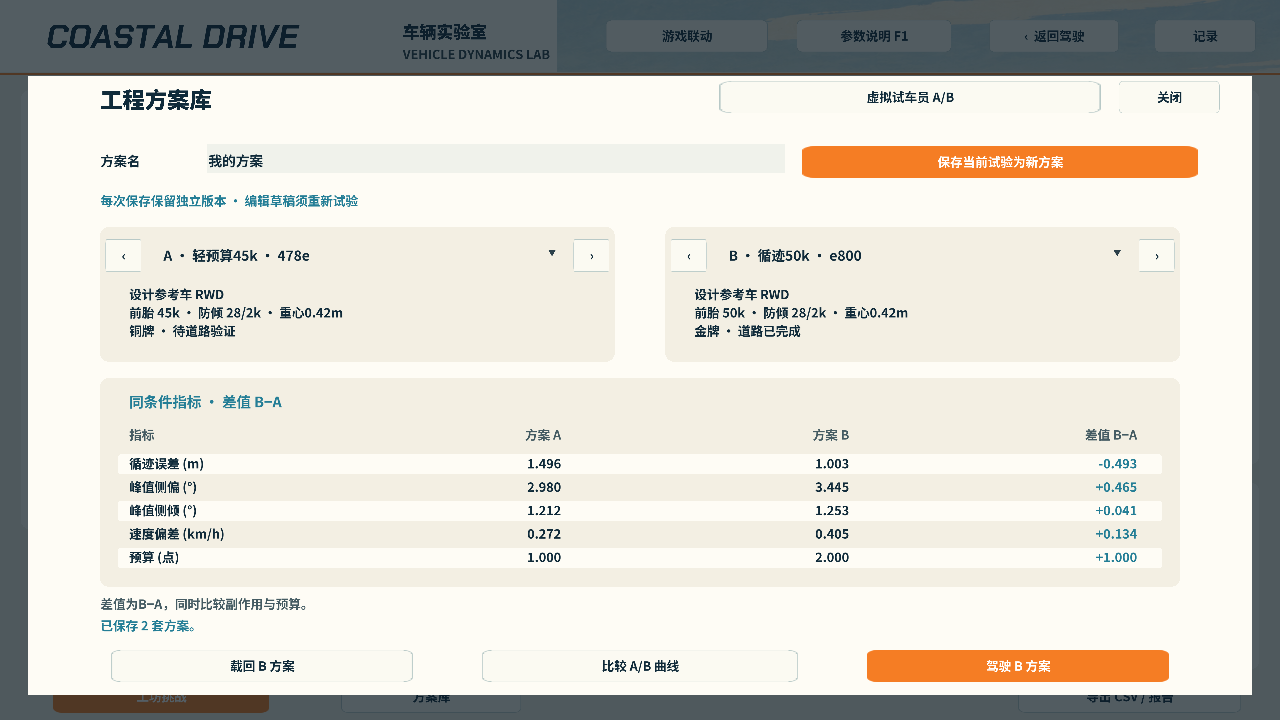 COASTAL DRIVE
车辆实验室
VEHICLE DYNAMICS LAB
游戏联动
参数说明 F1
‹ 返回驾驶
记录
工程方案库
虚拟试车员 A/B
关闭
方案名
我的方案
保存当前试验为新方案
每次保存保留独立版本 · 编辑草稿须重新试验
‹
A · 轻预算45k · 478e
▼
›
设计参考车 RWD
前胎 45k · 防倾 28/2k · 重心0.42m
铜牌 · 待道路验证
‹
B · 循迹50k · e800
▼
›
设计参考车 RWD
前胎 50k · 防倾 28/2k · 重心0.42m
金牌 · 道路已完成
同条件指标 · 差值 B−A
指标 方案 A 方案 B 差值 B−A
循迹误差 (m) 1.496 1.003 -0.493
峰值侧偏 (°) 2.980 3.445 +0.465
峰值侧倾 (°) 1.212 1.253 +0.041
速度偏差 (km/h) 0.272 0.405 +0.134
预算 (点) 1.000 2.000 +1.000
差值为B−A，同时比较副作用与预算。
已保存 2 套方案。
载回 B 方案
比较 A/B 曲线
驾驶 B 方案
工坊挑战
方案库
导出 CSV / 报告